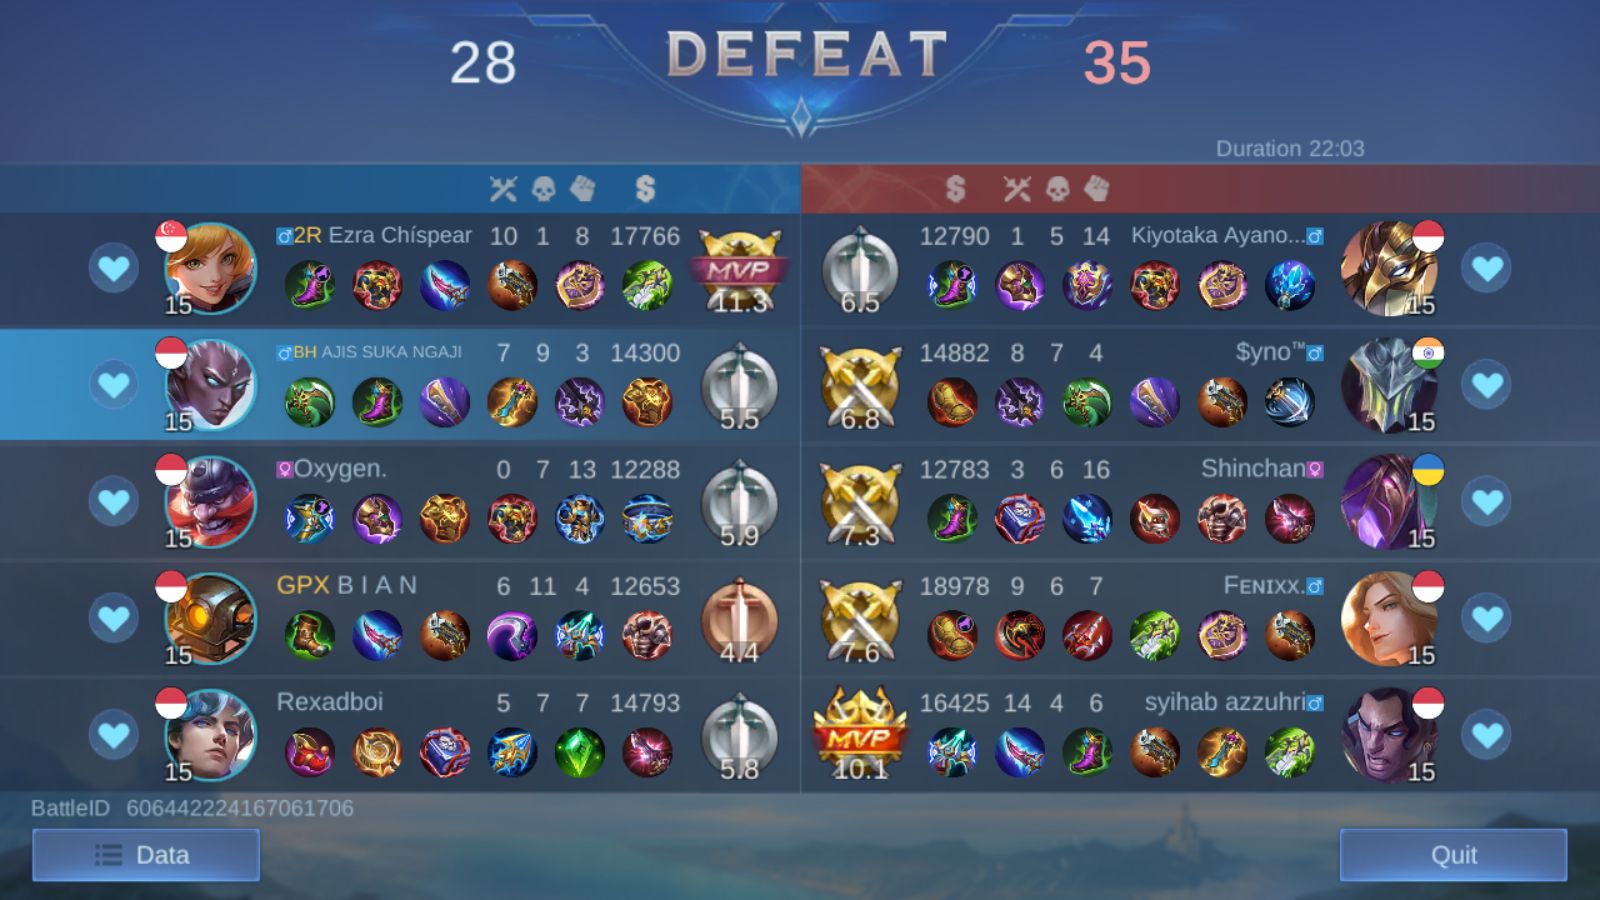 28 DEFEAT 35
Duration 22:03
2R Ezra Chíspear 10 1 8 17766 MVP 11.3
15
6.5 12790 1 5 14 Kiyotaka Ayano...
15
BH AJIS SUKA NGAJI 7 9 3 14300 5.5
15
6.8 14882 8 7 4 $yno™
15
Oxygen. 0 7 13 12288 5.9
15
7.3 12783 3 6 16 Shinchan
15
GPX B I A N 6 11 4 12653 4.4
15
7.6 18978 9 6 7 Fᴇɴɪxx.
15
Rexadboi 5 7 7 14793 5.8
15
MVP 10.1 16425 14 4 6 syihab azzuhri
15
BattleID 606442224167061706
Data
Quit